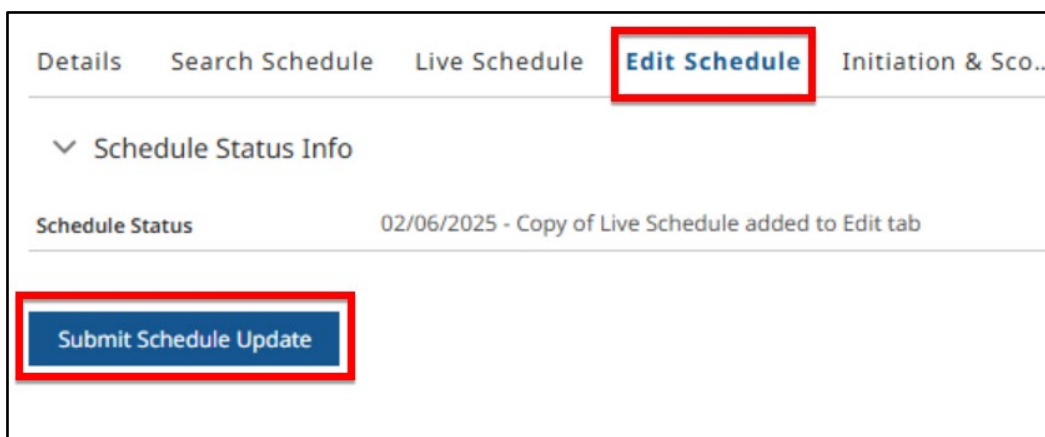 Details Search Schedule Live Schedule Edit Schedule Initiation & Sco..
Schedule Status Info
Schedule Status 02/06/2025 - Copy of Live Schedule added to Edit tab
Submit Schedule Update